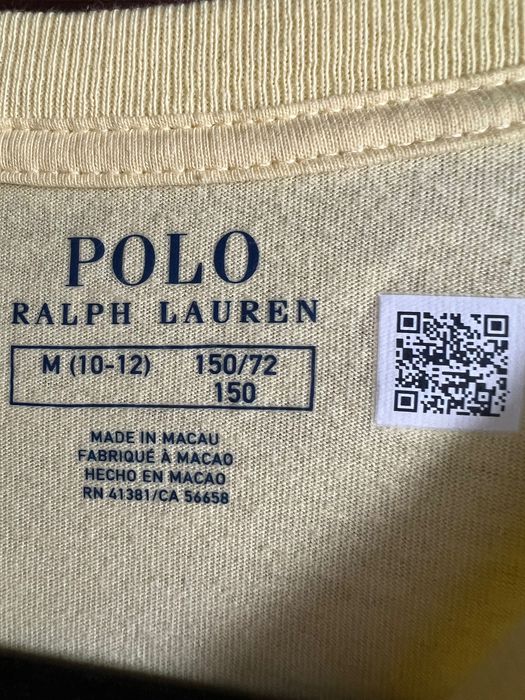 POLO
RALPH LAUREN
M (10-12) 150/72
150
MADE IN MACAU
FABRIQUÉ À MACAO
HECHO EN MACAO
RN 41381/CA 56658